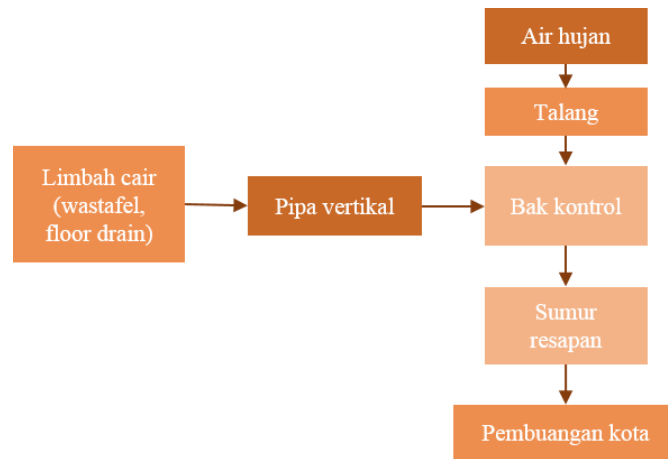 Air hujan
Talang
Limbah cair
(wastafel,
floor drain)
Pipa vertikal
Bak kontrol
Sumur
resapan
Pembuangan kota